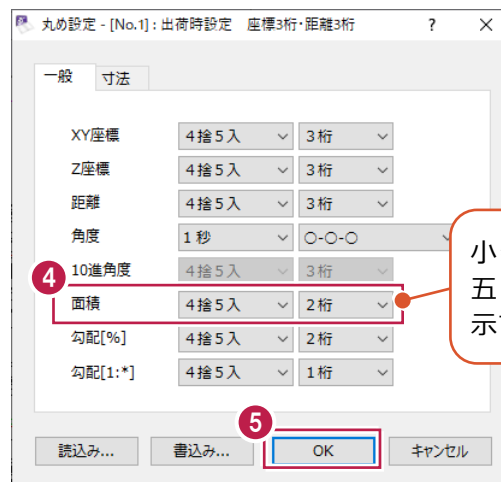 丸め設定 - [No.1] : 出荷時設定　座標3桁・距離3桁 ? ×
一般 寸法
XY座標 4捨5入 3桁
Z座標 4捨5入 3桁
距離 4捨5入 3桁
角度 1秒 ○-○-○
10進角度 4捨5入 3桁
4
面積 4捨5入 2桁
勾配[%] 4捨5入 2桁
勾配[1:*] 4捨5入 1桁
小
五
示
5
読込み... 書込み... OK キャンセル